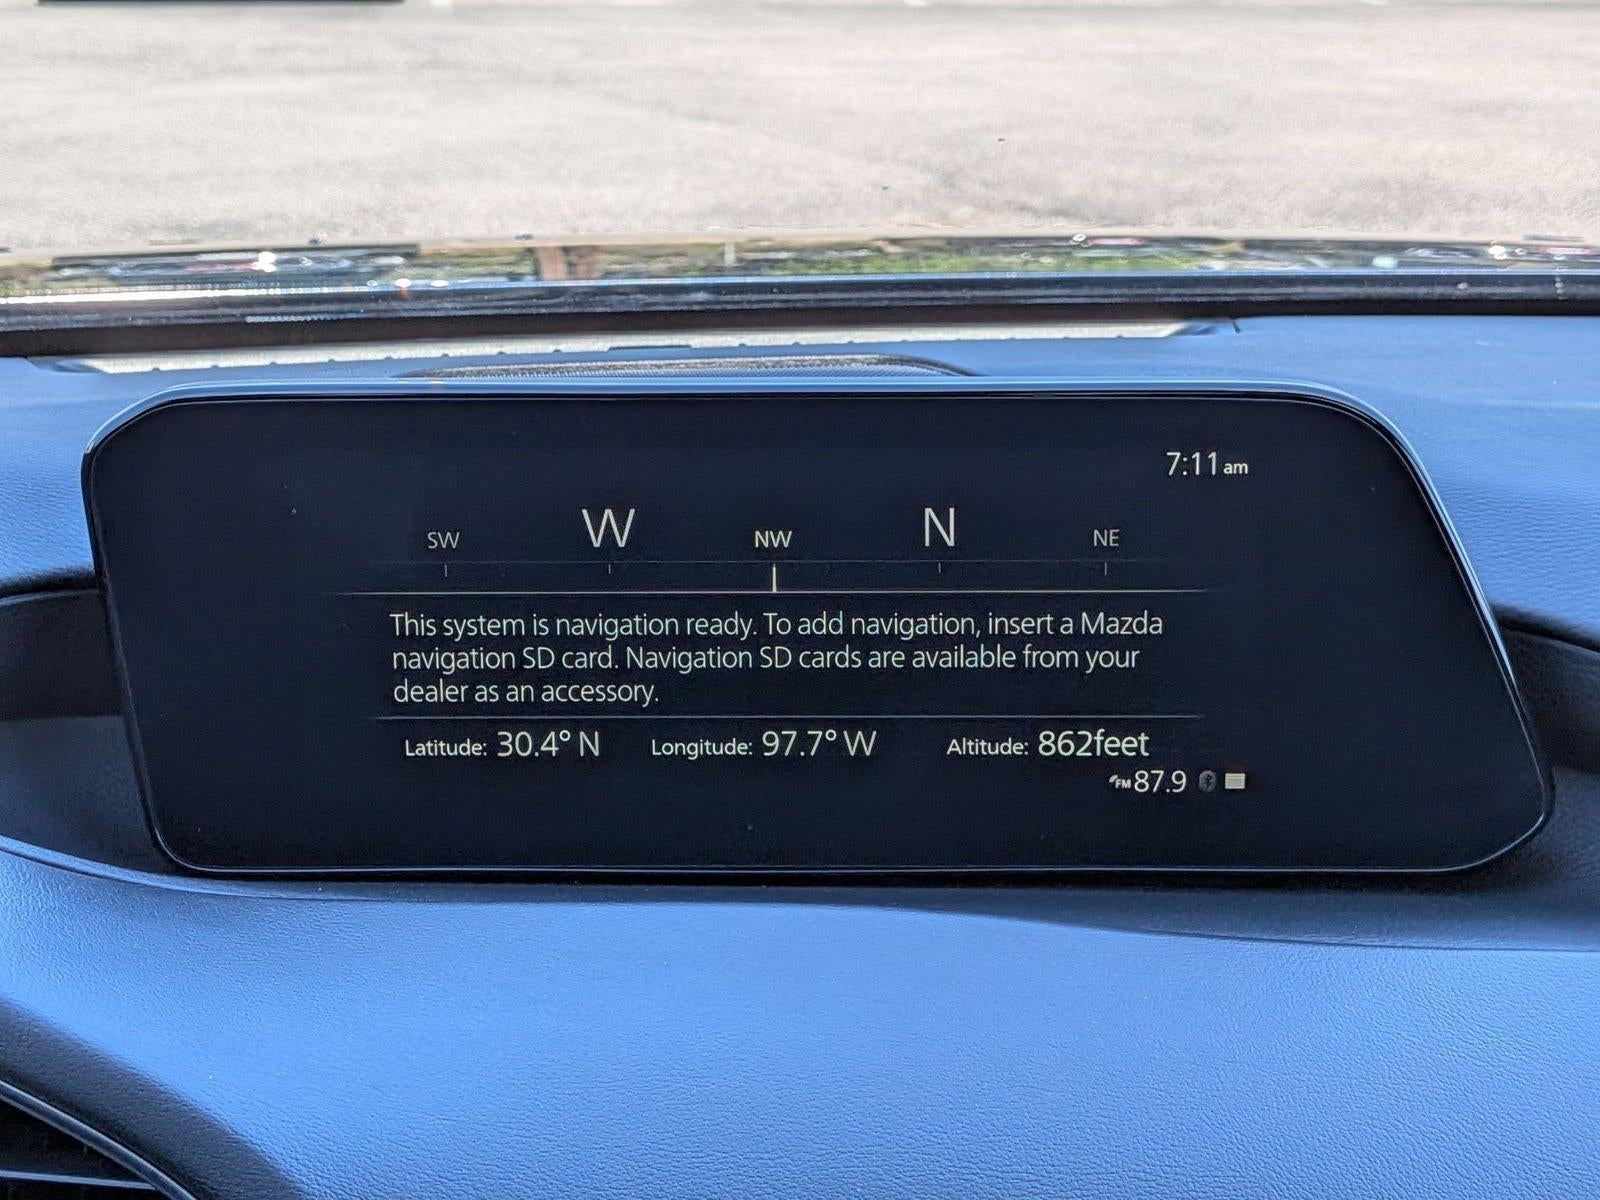 7:11am
SW W NW N NE
This system is navigation ready. To add navigation, insert a Mazda
navigation SD card. Navigation SD cards are available from your
dealer as an accessory.
Latitude: 30.4° N Longitude: 97.7° W Altitude: 862feet
FM 87.9